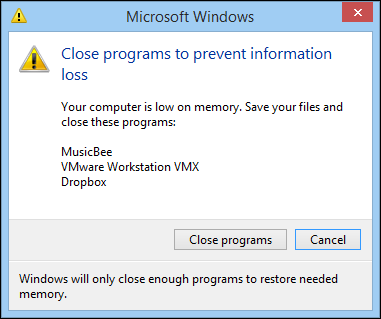 Microsoft Windows
Close programs to prevent information
loss
Your computer is low on memory. Save your files and
close these programs:
MusicBee
VMware Workstation VMX
Dropbox
Close programs
Cancel
Windows will only close enough programs to restore needed
memory.